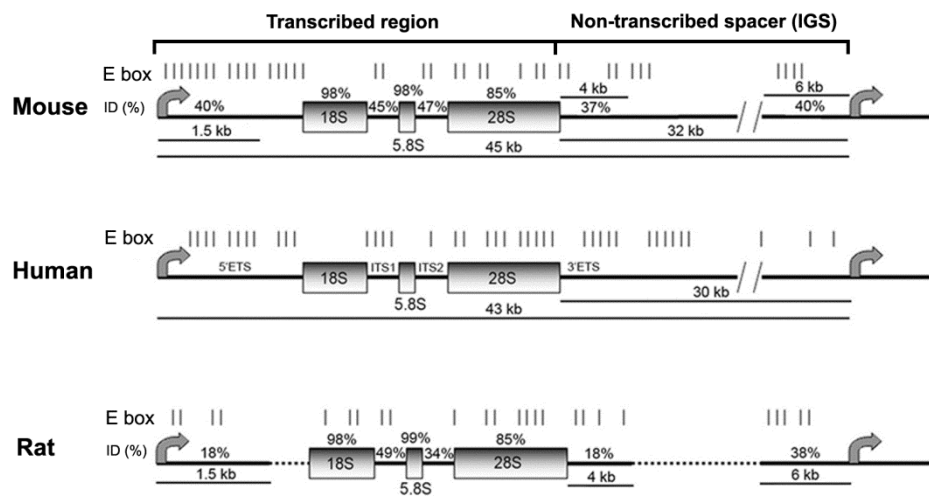 Transcribed region Non-transcribed spacer (IGS)
E box
4 kb 6 kb
Mouse ID (%) 40% 98% 45% 98% 47% 85% 37% 40%
18S 28S
1.5 kb 32 kb
5.8S
45 kb
E box
Human 5'ETS ITS1 ITS2 3'ETS
18S 28S
5.8S 30 kb
43 kb
E box
Rat ID (%) 18% 98% 49% 99% 34% 85% 18% 38%
18S 28S
1.5 kb 5.8S 4 kb 6 kb